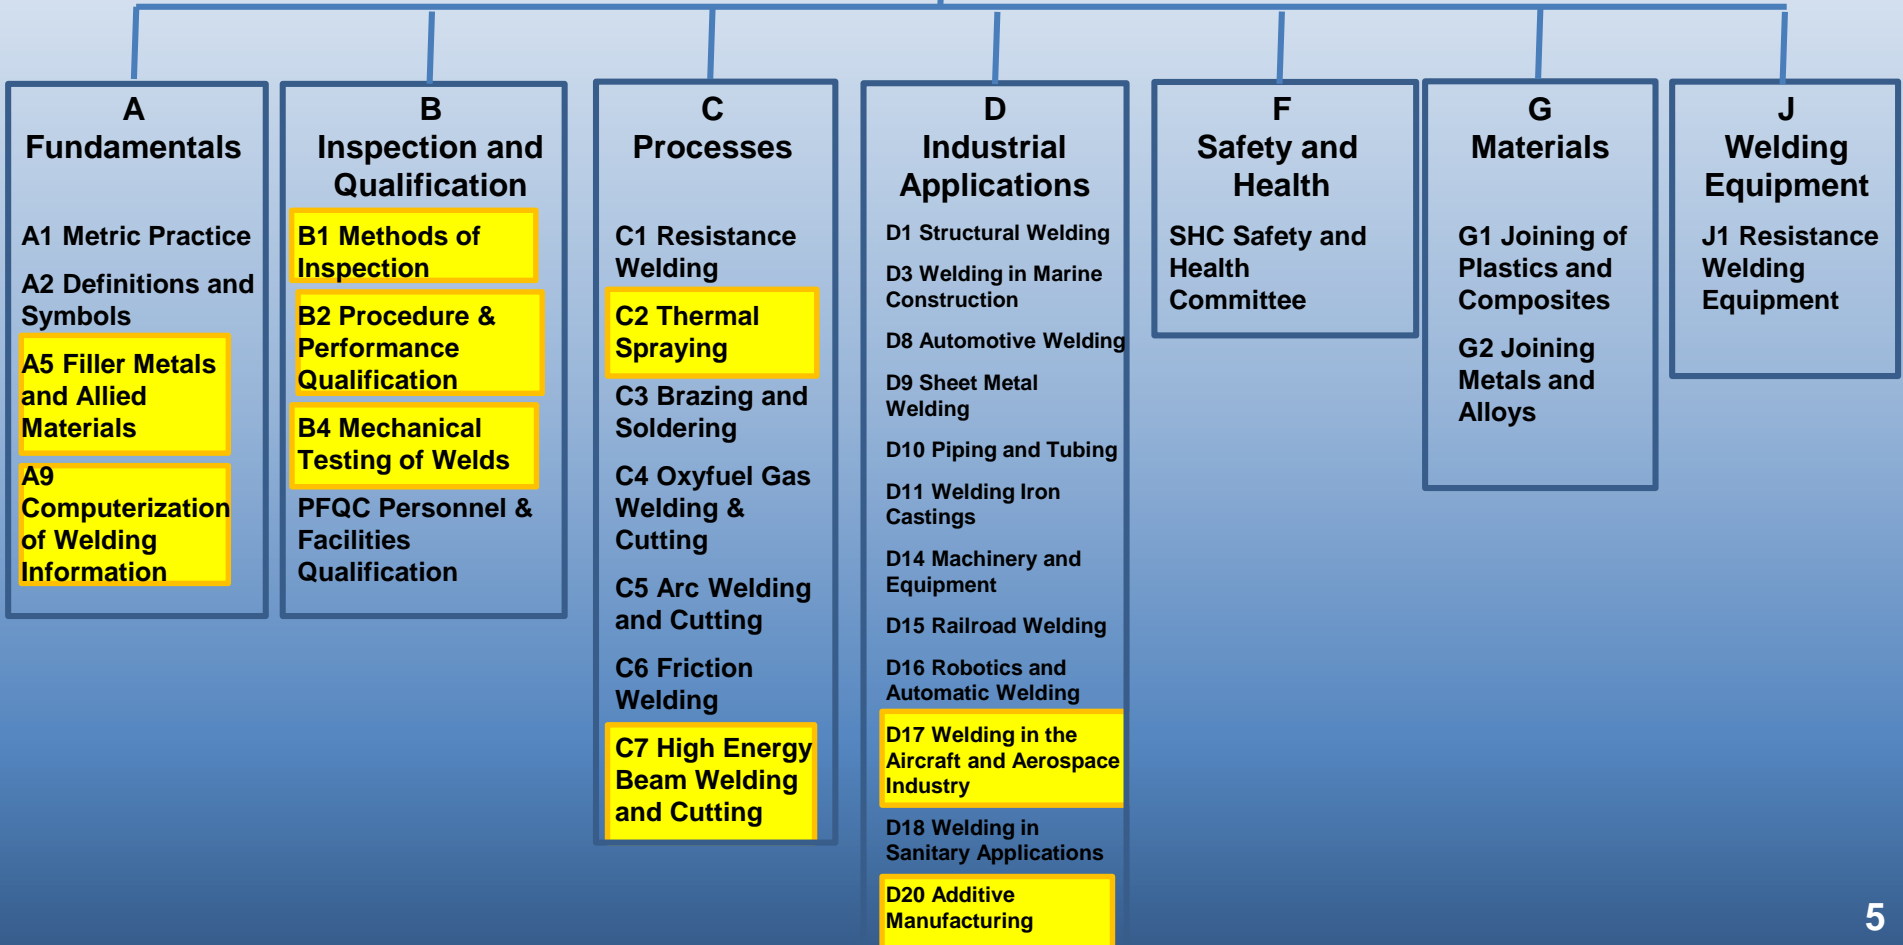 A
Fundamentals
A1 Metric Practice
A2 Definitions and
Symbols
A5 Filler Metals
and Allied
Materials
A9
Computerization
of Welding
Information
B
Inspection and
Qualification
B1 Methods of
Inspection
B2 Procedure &
Performance
Qualification
B4 Mechanical
Testing of Welds
PFQC Personnel &
Facilities
Qualification
C
Processes
C1 Resistance
Welding
C2 Thermal
Spraying
C3 Brazing and
Soldering
C4 Oxyfuel Gas
Welding &
Cutting
C5 Arc Welding
and Cutting
C6 Friction
Welding
C7 High Energy
Beam Welding
and Cutting
D
Industrial
Applications
D1 Structural Welding
D3 Welding in Marine
Construction
D8 Automotive Welding
D9 Sheet Metal
Welding
D10 Piping and Tubing
D11 Welding Iron
Castings
D14 Machinery and
Equipment
D15 Railroad Welding
D16 Robotics and
Automatic Welding
D17 Welding in the
Aircraft and Aerospace
Industry
D18 Welding in
Sanitary Applications
D20 Additive
Manufacturing
F
Safety and
Health
SHC Safety and
Health
Committee
G
Materials
G1 Joining of
Plastics and
Composites
G2 Joining
Metals and
Alloys
J
Welding
Equipment
J1 Resistance
Welding
Equipment
5